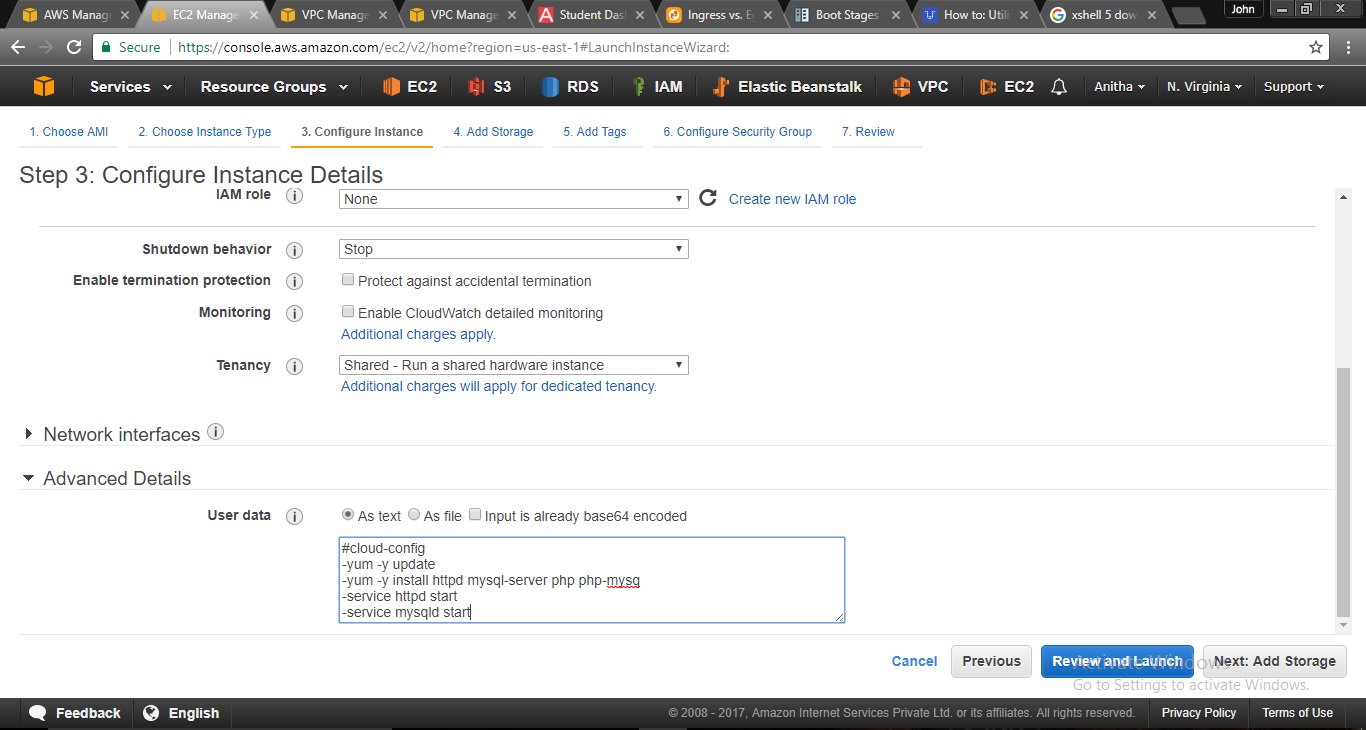 AWS Manag EC2 Manage VPC Manage VPC Manage Student Das Ingress vs. E Boot Stages How to: Utili xshell 5 dow John
Secure https://console.aws.amazon.com/ec2/v2/home?region=us-east-1#LaunchInstanceWizard:
Services Resource Groups EC2 S3 RDS IAM Elastic Beanstalk VPC EC2 Anitha N. Virginia Support
1. Choose AMI 2. Choose Instance Type 3. Configure Instance 4. Add Storage 5. Add Tags 6. Configure Security Group 7. Review
Step 3: Configure Instance Details
IAM role None Create new IAM role
Shutdown behavior Stop
Enable termination protection Protect against accidental termination
Monitoring Enable CloudWatch detailed monitoring
Additional charges apply.
Tenancy Shared - Run a shared hardware instance
Additional charges will apply for dedicated tenancy.
Network interfaces
Advanced Details
User data As text As file Input is already base64 encoded
#cloud-config
-yum -y update
-yum -y install httpd mysql-server php php-mysq
-service httpd start
-service mysqld start
Cancel Previous Review and Launch Next: Add Storage
Activate Windows
Go to Settings to activate Windows.
Feedback English © 2008 - 2017, Amazon Internet Services Private Ltd. or its affiliates. All rights reserved. Privacy Policy Terms of Use